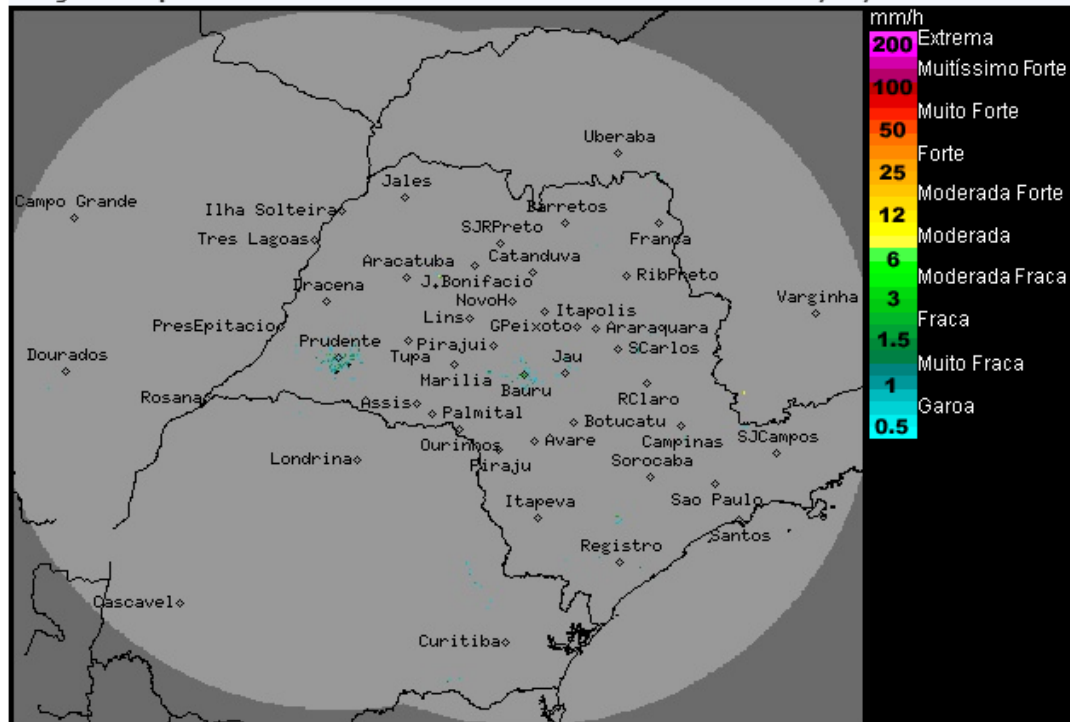 mm/h
200 Extrema
Muitíssimo Forte
100
Muito Forte
50
Forte
25
Moderada Forte
12
Moderada
6
Moderada Fraca
3
Fraca
1.5
Muito Fraca
1
Garoa
0.5
Uberaba
Jales
Campo Grande
Ilha Solteira
Barretos
SJRPreto
Franca
Tres Lagoas
Catanduva
Aracatuba
J.Bonifacio
RibPreto
Dracena
NovoH
Varginha
Itapolis
Lins
PresEpitacio
GPeixoto
Araraquara
Prudente
Pirajui
SCarlos
Dourados
Tupa
Jau
Marilia
Bauru
Rosana
Assis
RClaro
Palmital
Botucatu
Ourinhos
Avare
Campinas
SJCampos
Londrina
Piraju
Sorocaba
Itapeva
Sao Paulo
Santos
Registro
Cascavel
Curitiba